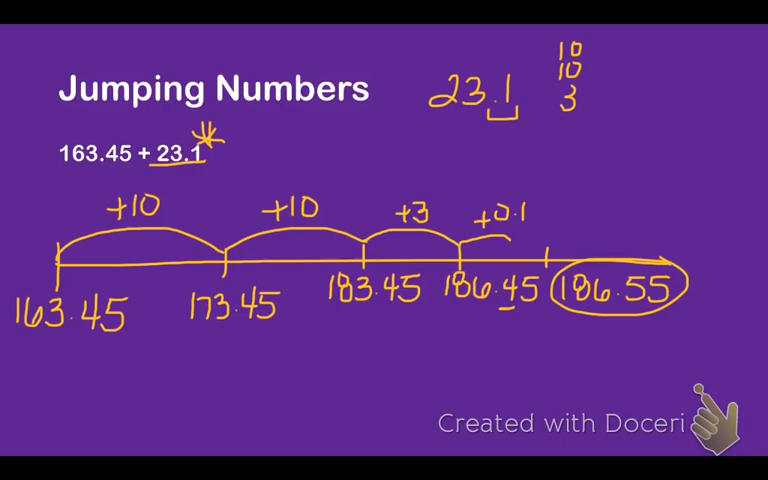 Jumping Numbers
23.1
10
10
3
163.45 + 23.1*
+10 +10 +3 +0.1
163.45 173.45 183.45 186.45 186.55
Created with Doceri